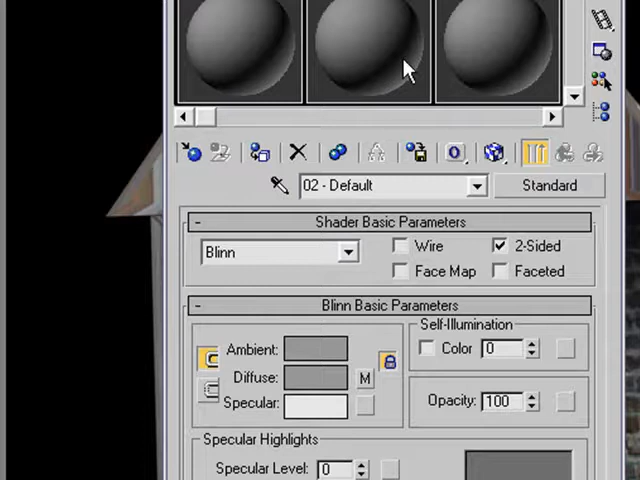 02 - Default
Standard
- Shader Basic Parameters
Blinn
Wire
2-Sided
Face Map
Faceted
- Blinn Basic Parameters
Self-Illumination
Ambient:
Color 0
Diffuse: M
Specular:
Opacity: 100
Specular Highlights
Specular Level: 0